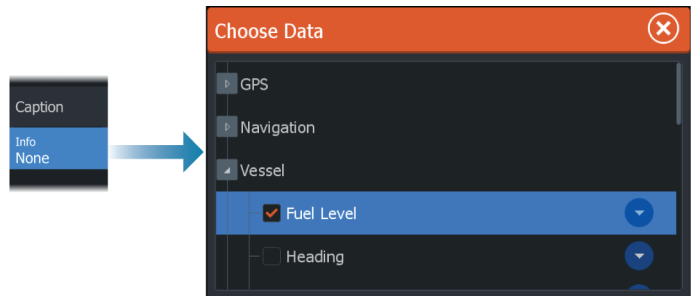 Caption
Info
None
Choose Data
GPS
Navigation
Vessel
Fuel Level
Heading